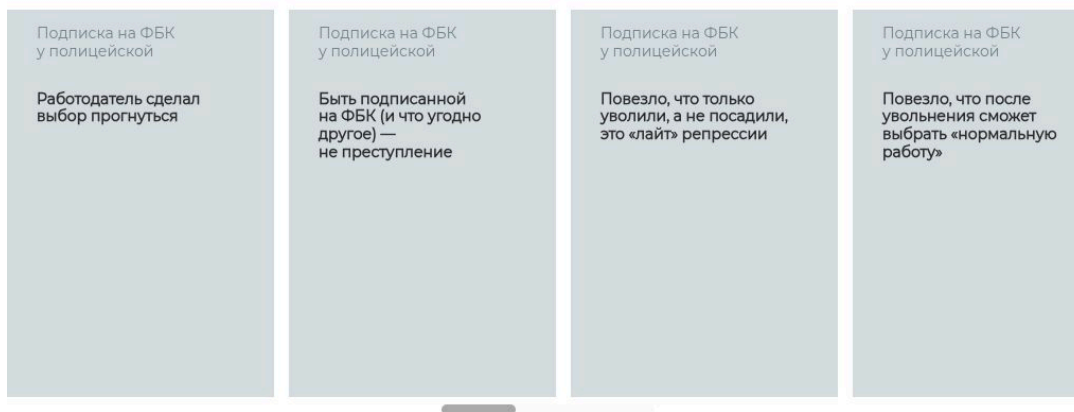 Подписка на ФБК
у полицейской
Работодатель сделал
выбор прогнуться
Подписка на ФБК
у полицейской
Быть подписанной
на ФБК (и что угодно
другое) —
не преступление
Подписка на ФБК
у полицейской
Повезло, что только
уволили, а не посадили,
это «лайт» репрессии
Подписка на ФБК
у полицейской
Повезло, что после
увольнения сможет
выбрать «нормальную
работу»